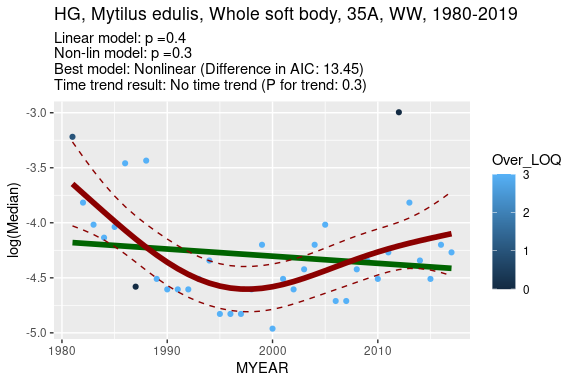 HG, Mytilus edulis, Whole soft body, 35A, WW, 1980-2019
Linear model: p =0.4
Non-lin model: p =0.3
Best model: Nonlinear (Difference in AIC: 13.45)
Time trend result: No time trend (P for trend: 0.3)
-3.0
-3.5
-4.0
-4.5
-5.0
log(Median)
1980
1990
2000
2010
MYEAR
Over_LOQ
3
2
1
0